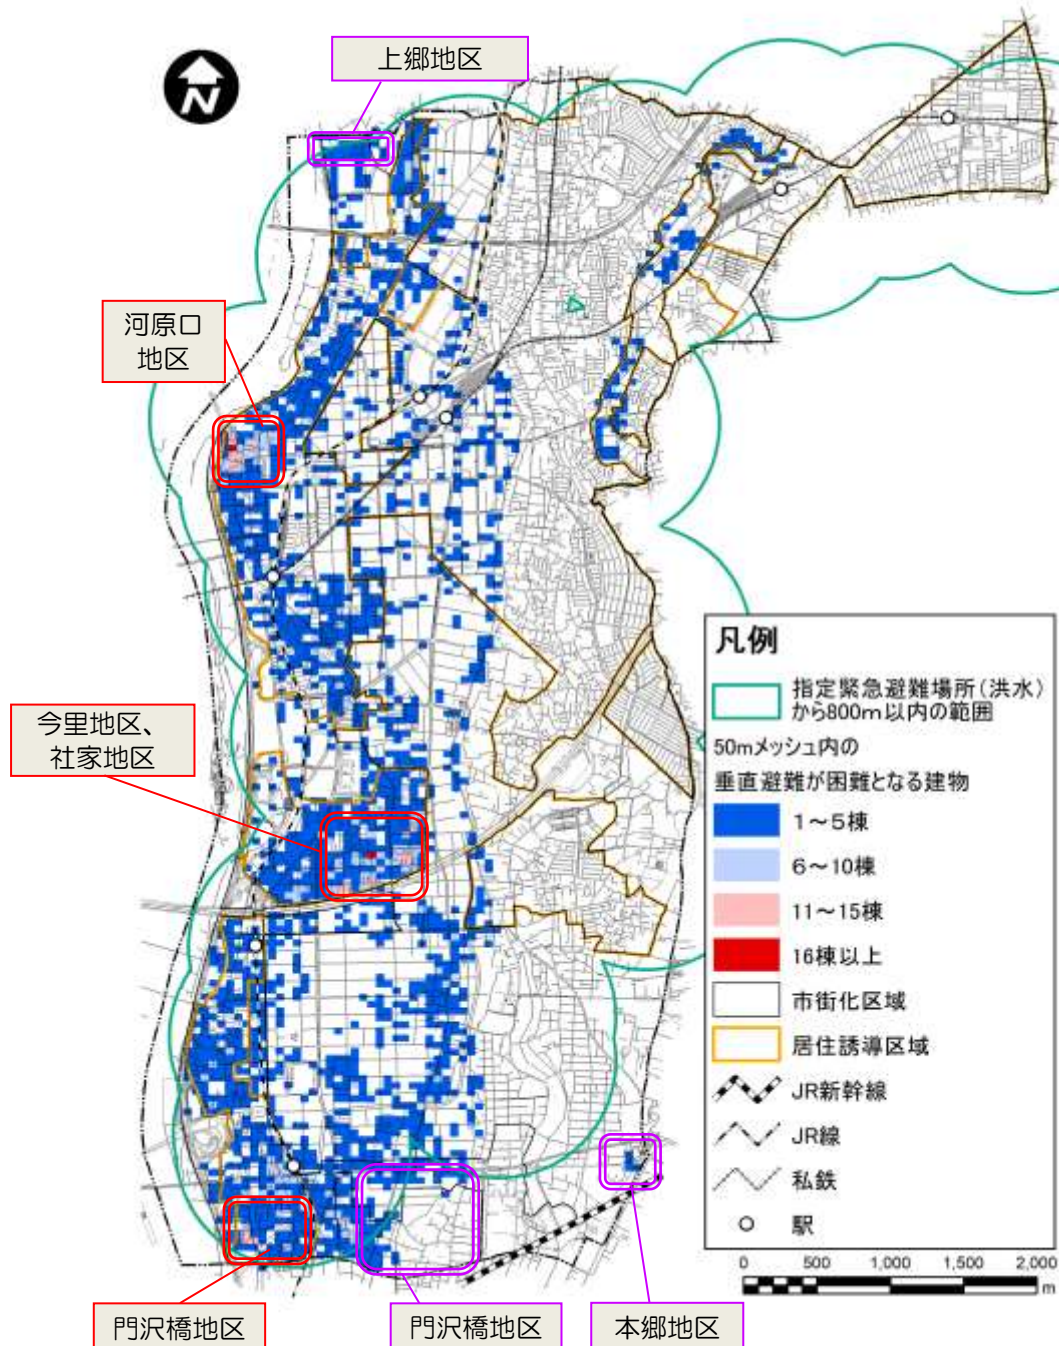 上郷地区
N
河原口
地区
今里地区、
社家地区
凡例
指定緊急避難場所（洪水）
から800m以内の範囲
50mメッシュ内の
垂直避難が困難となる建物
1～5棟
6～10棟
11～15棟
16棟以上
市街化区域
居住誘導区域
JR新幹線
JR線
私鉄
駅
0 500 1,000 1,500 2,000
m
門沢橋地区
門沢橋地区
本郷地区